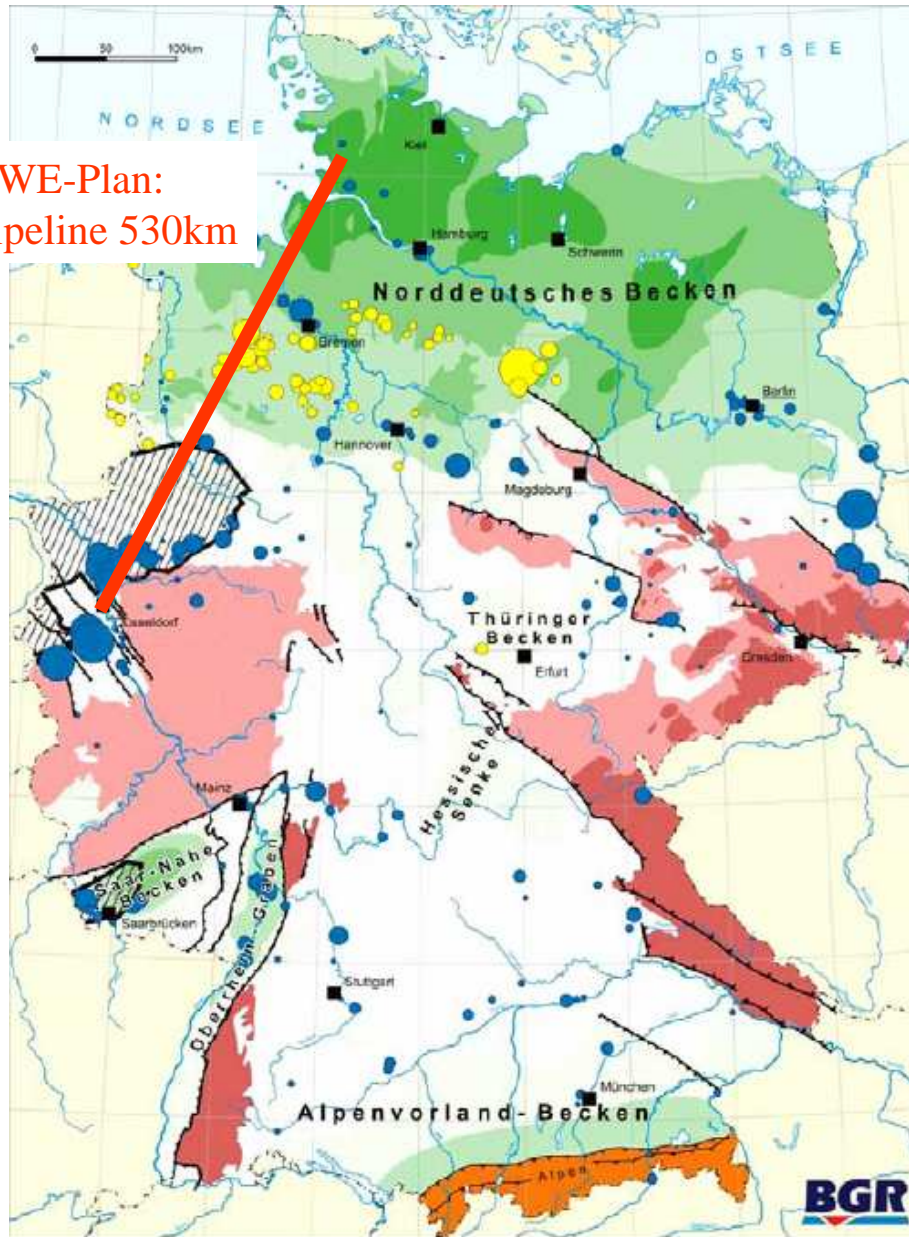 0 50 100km
OSTSEE
NORDSEE
Kiel
WE-Plan:
ipeline 530km
Hamburg
Schwerin
Norddeutsches Becken
Bremen
Berlin
Hannover
Magdeburg
?
Düsseldorf
Thüringer
Becken
Erfurt
Dresden
Hessische
Senke
Mainz
Saar-Nahe
Becken
Saarbrücken
Oberrhein-Graben
Stuttgart
München
Alpenvorland-Becken
Alpen
BGR